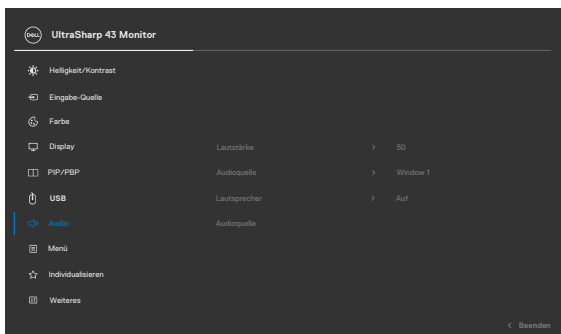 DELL UltraSharp 43 Monitor
Helligkeit/Kontrast
Eingabe-Quelle
Farbe
Display Lautstärke > 50
PIP/PBP Audioquelle > Window 1
USB Lautsprecher > Auf
Audio Audioquelle
Menü
Individualisieren
Weiteres
< Beenden